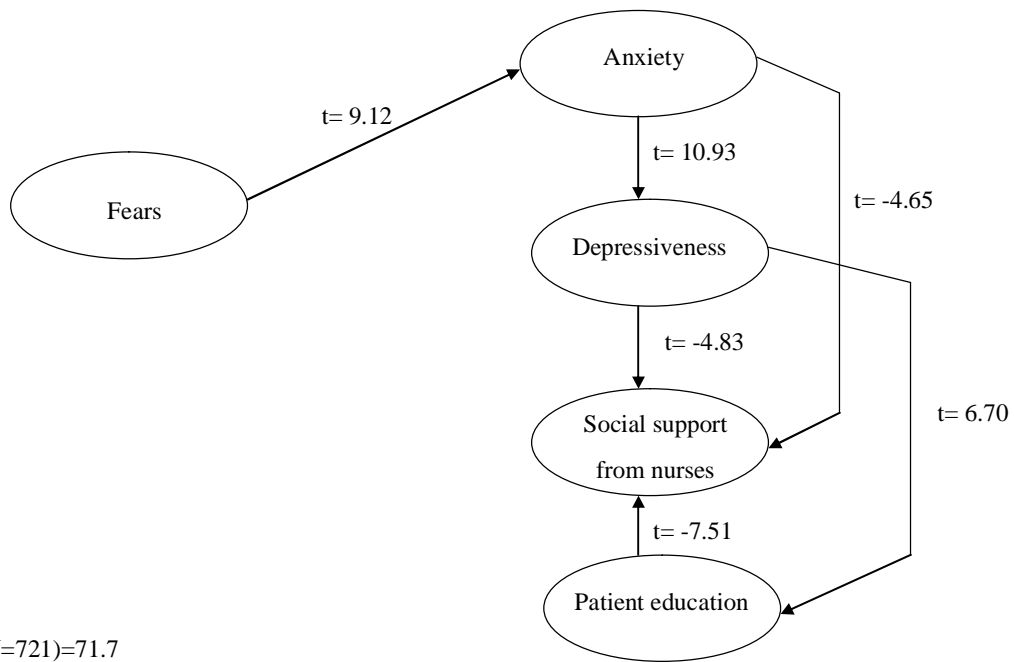 Anxiety
t= 9.12
t= 10.93
Fears
t= -4.65
Depressiveness
t= -4.83
Social support
from nurses
t= 6.70
t= -7.51
Patient education
=721)=71.7